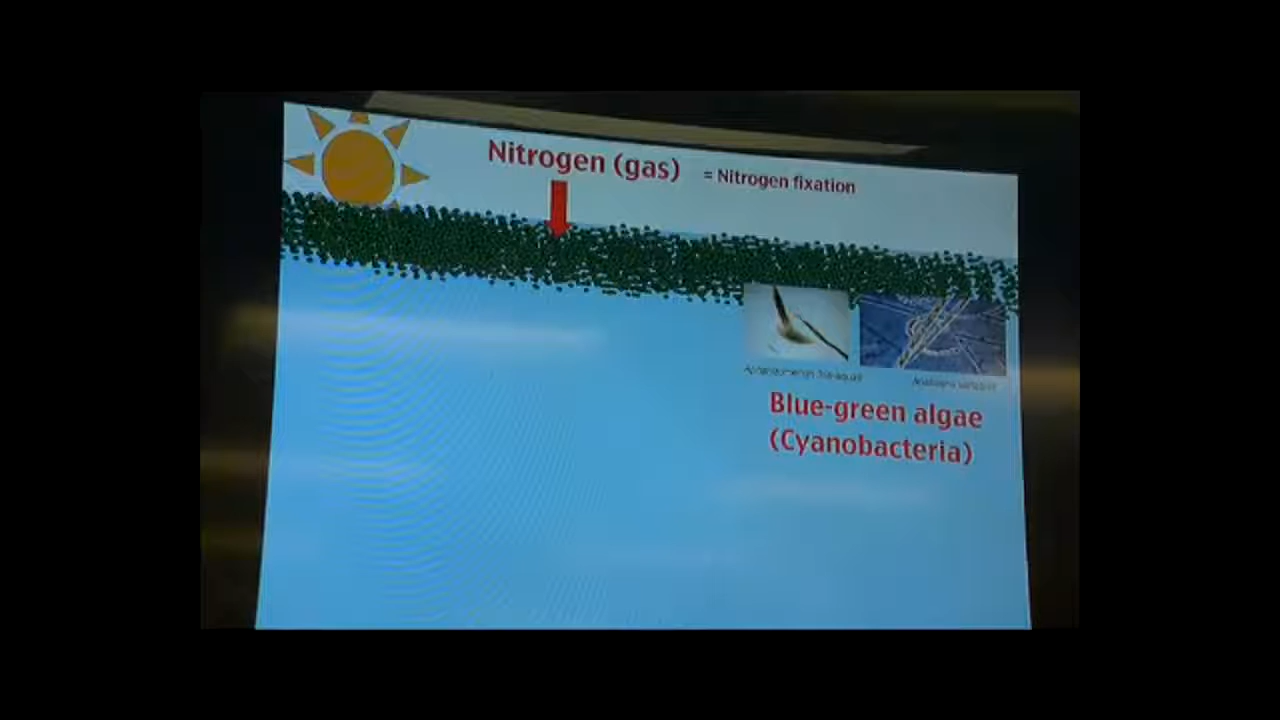 Nitrogen (gas)
= Nitrogen fixation
Blue-green algae
(Cyanobacteria)